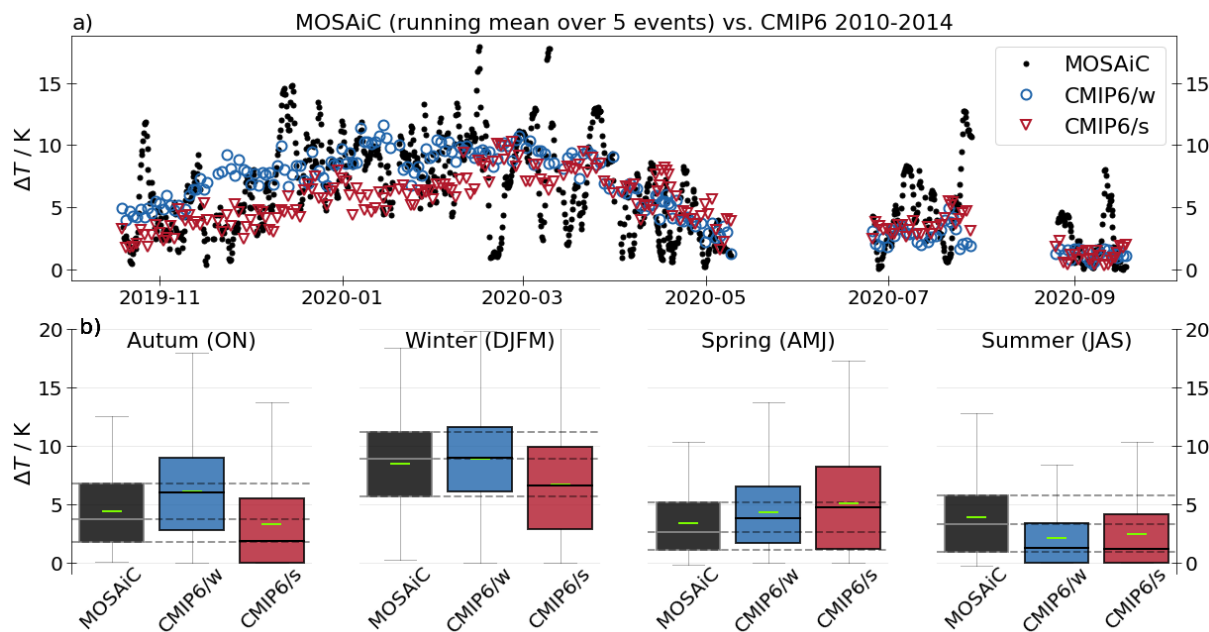 a) MOSAiC (running mean over 5 events) vs. CMIP6 2010-2014
ΔT / K
15
10
5
0
15
10
5
0
MOSAiC
CMIP6/w
CMIP6/s
2019-11 2020-01 2020-03 2020-05 2020-07 2020-09
b)
Autum (ON) Winter (DJFM) Spring (AMJ) Summer (JAS)
ΔT / K
20
15
10
5
0
20
15
10
5
0
MOSAiC CMIP6/w CMIP6/s MOSAiC CMIP6/w CMIP6/s MOSAiC CMIP6/w CMIP6/s MOSAiC CMIP6/w CMIP6/s